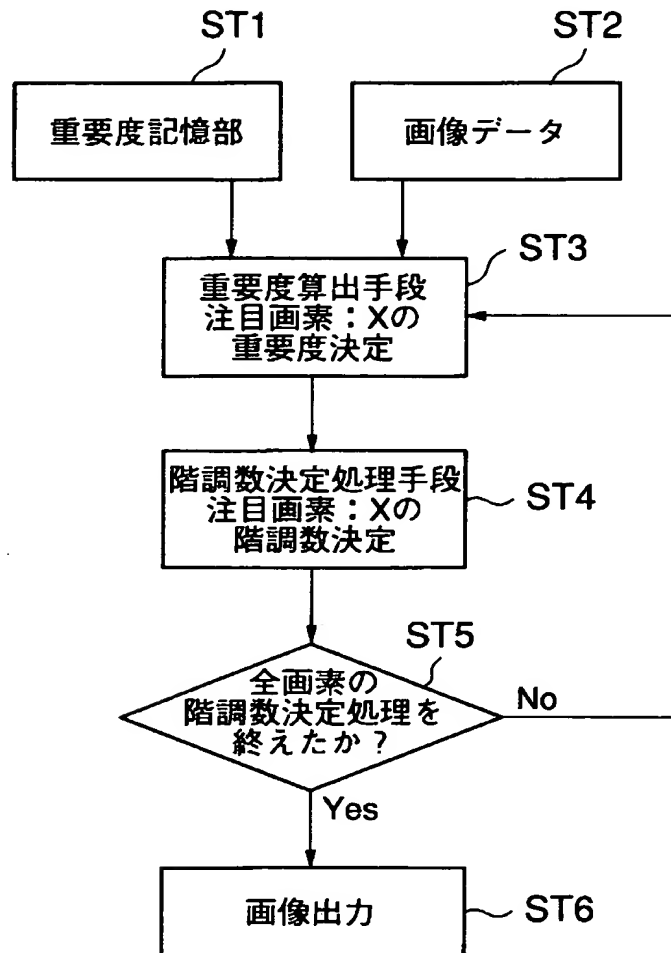 ST1
ST2
重要度記憶部
画像データ
ST3
重要度算出手段
注目画素：Xの
重要度決定
階調数決定処理手段
注目画素：Xの
階調数決定
ST4
ST5
全画素の
階調数決定処理を
終えたか？
No
Yes
画像出力
ST6